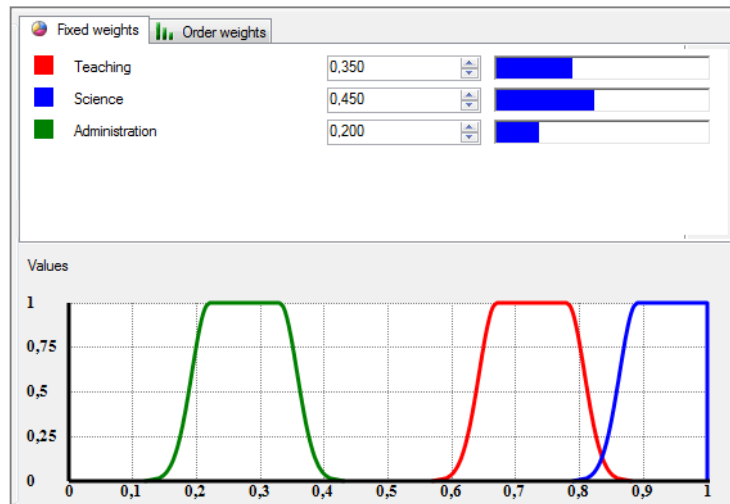 Fixed weights Order weights
Teaching 0,350
Science 0,450
Administration 0,200
Values
1
0,75
0,5
0,25
0
0 0,1 0,2 0,3 0,4 0,5 0,6 0,7 0,8 0,9 1